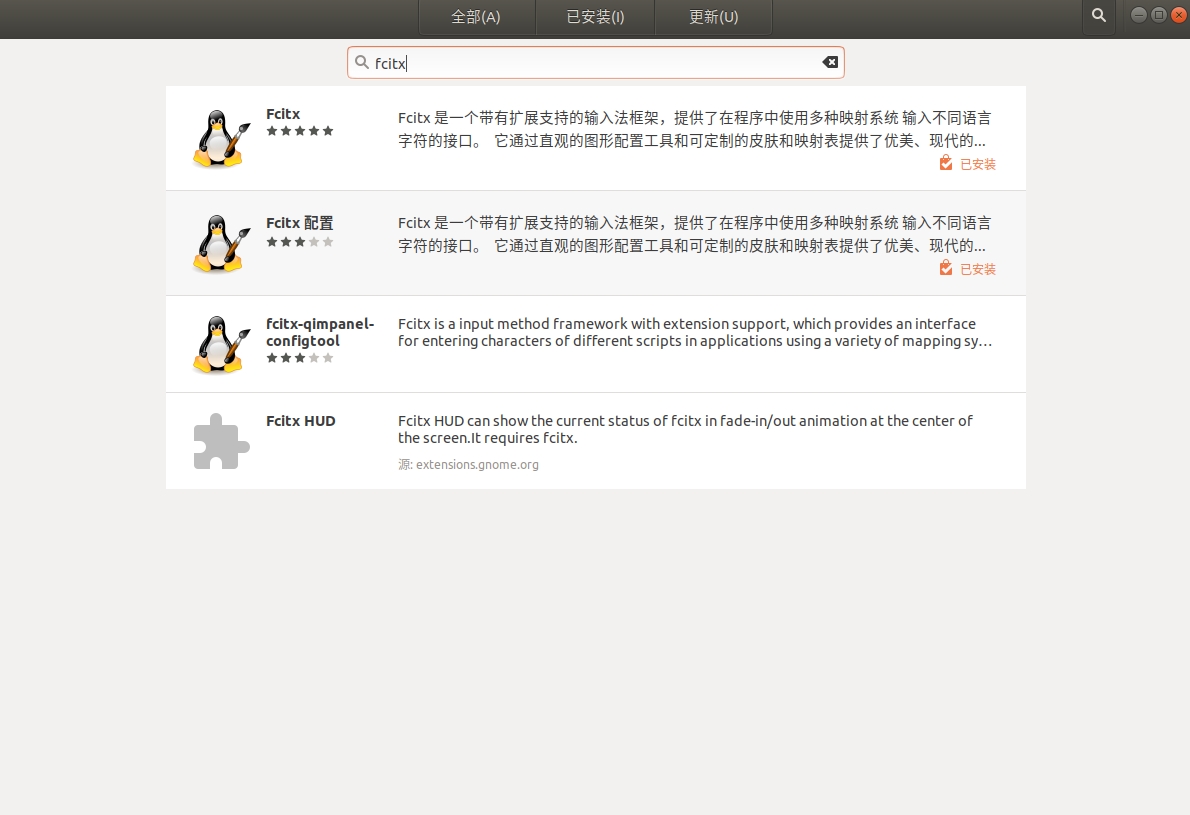 全部(A) 已安装(I) 更新(U)
fcitx
Fcitx
Fcitx 是一个带有扩展支持的输入法框架，提供了在程序中使用多种映射系统 输入不同语言
字符的接口。 它通过直观的图形配置工具和可定制的皮肤和映射表提供了优美、现代的...
已安装
Fcitx 配置
Fcitx 是一个带有扩展支持的输入法框架，提供了在程序中使用多种映射系统 输入不同语言
字符的接口。 它通过直观的图形配置工具和可定制的皮肤和映射表提供了优美、现代的...
已安装
fcitx-qimpanel-
configtool
Fcitx is a input method framework with extension support, which provides an interface
for entering characters of different scripts in applications using a variety of mapping sy...
Fcitx HUD
Fcitx HUD can show the current status of fcitx in fade-in/out animation at the center of
the screen.It requires fcitx.
源: extensions.gnome.org